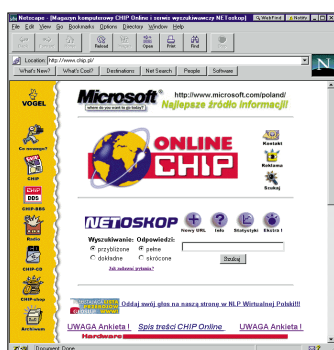 Netscape - [Magazyn komputerowy CHIP Online i serwis wyszukiwawczy NEToskop]
QuikFind
Notify
File Edit View Go Bookmarks Options Directory Window Help
Reload
Open
Print
Find
Location http://www.chip.pl/
What's New? What's Cool? Destinations Net Search People Software
N
VOGEL
Co nowego?
CHIP
CHIP-BBS
Radio
CHIP-CD
CHIP-shop
Archiwum
Microsoft
where do you want to go today?
http://www.microsoft.com/poland/
Najlepsze źródło informacji!
ONLINE
CHIP
Kontakt
Reklama
Szukaj
NETOSKOP
Nowy URL Info Statystyki Ekstra !
Wyszukiwanie: Odpowiedzi:
przybliżone pełne
dokładne skrócone
Szukaj
Jak zadawać pytania?
Oddaj swój głos na naszą stronę w NLP Wirtualnej Polski!!!
UWAGA Ankieta ! Spis treści CHIP Online UWAGA Ankieta !
Hardware
Document: Done